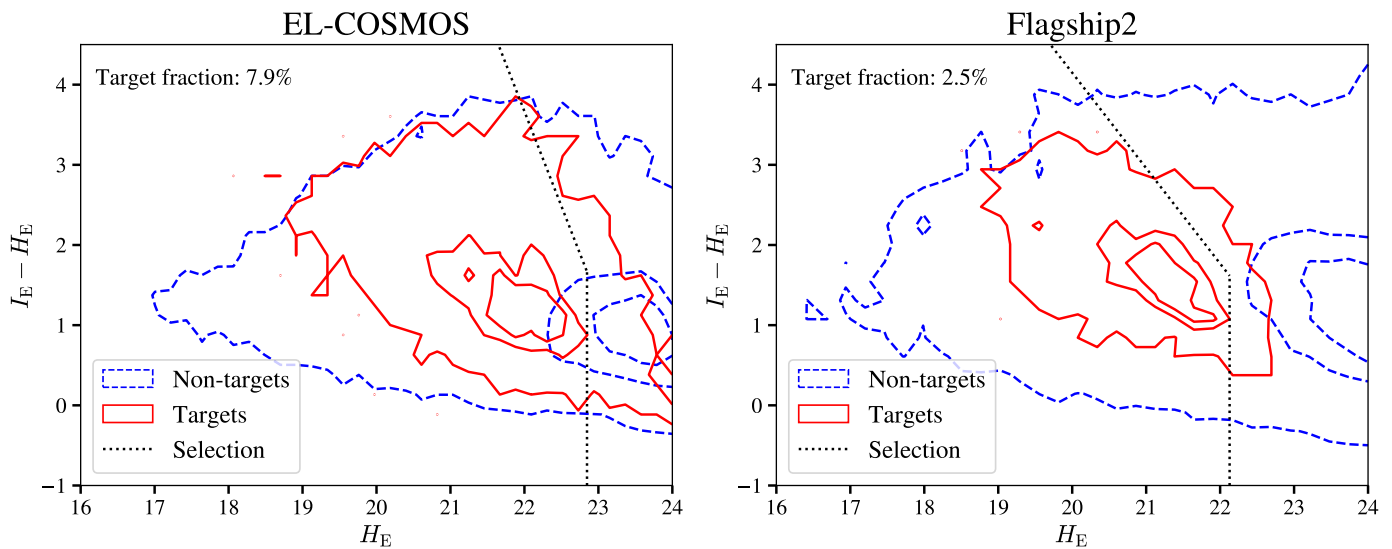 EL-COSMOS
Target fraction: 7.9%
I_E − H_E
4
3
2
1
0
−1
Non-targets
Targets
Selection
16 17 18 19 20 21 22 23 24
H_E
Flagship2
Target fraction: 2.5%
I_E − H_E
4
3
2
1
0
−1
Non-targets
Targets
Selection
16 17 18 19 20 21 22 23 24
H_E